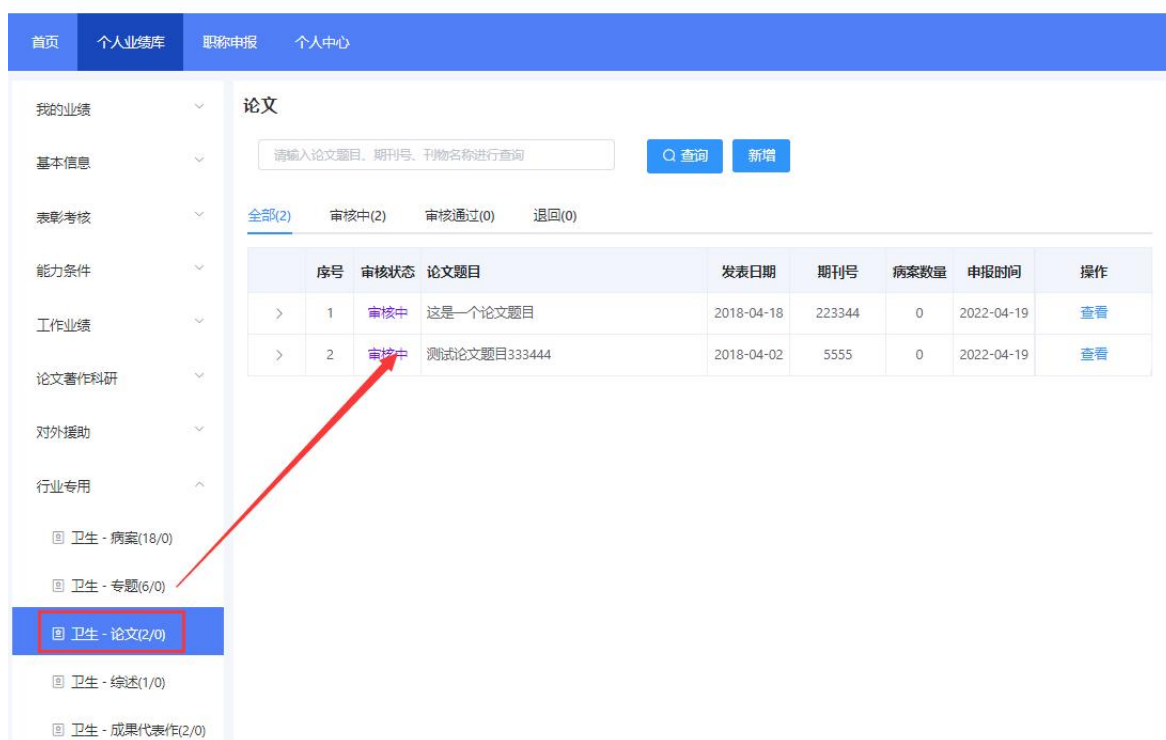 首页 个人业绩库 职称申报 个人中心
我的业绩
基本信息
表彰考核
能力条件
工作业绩
论文著作科研
对外援助
行业专用
卫生 - 病案(18/0)
卫生 - 专题(6/0)
卫生 - 论文(2/0)
卫生 - 综述(1/0)
卫生 - 成果代表作(2/0)
论文
请输入论文题目、期刊号、刊物名称进行查询 查询 新增
全部(2) 审核中(2) 审核通过(0) 退回(0)
序号 审核状态 论文题目 发表日期 期刊号 病案数量 申报时间 操作
1 审核中 这是一个论文题目 2018-04-18 223344 0 2022-04-19 查看
2 审核中 测试论文题目333444 2018-04-02 5555 0 2022-04-19 查看